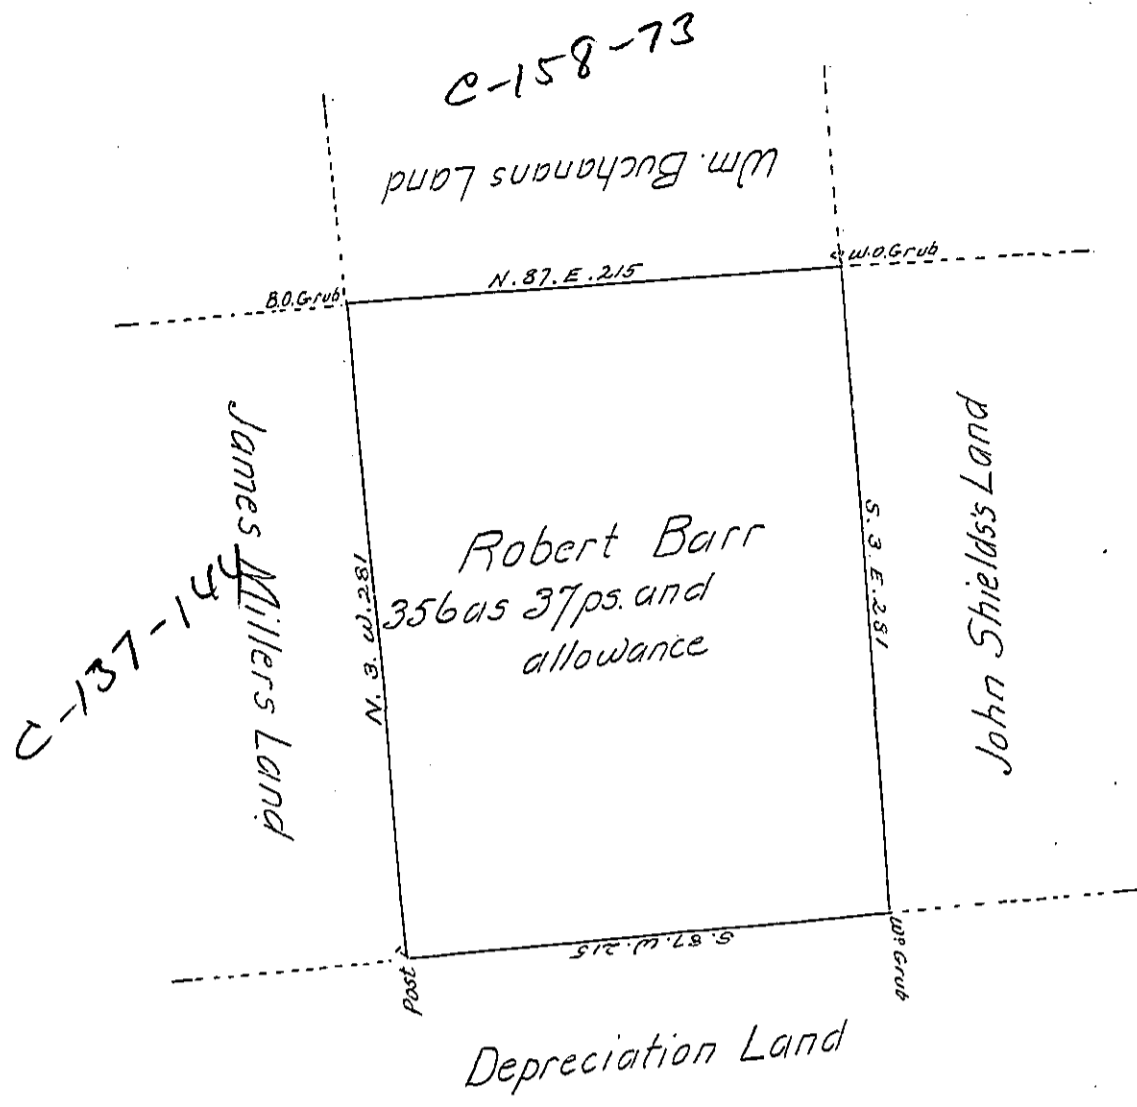 C-158-73
Wm. Buchanans Land
B.O.Grub
N.87.E.215
W.O.Grub
James Millers Land
C-137-144
N.3.W.281
Robert Barr
356as 37ps.and
allowance
S.3.E.281
John Shields's Land
S.87.W.215
Post
Wo Grub
Depreciation Land